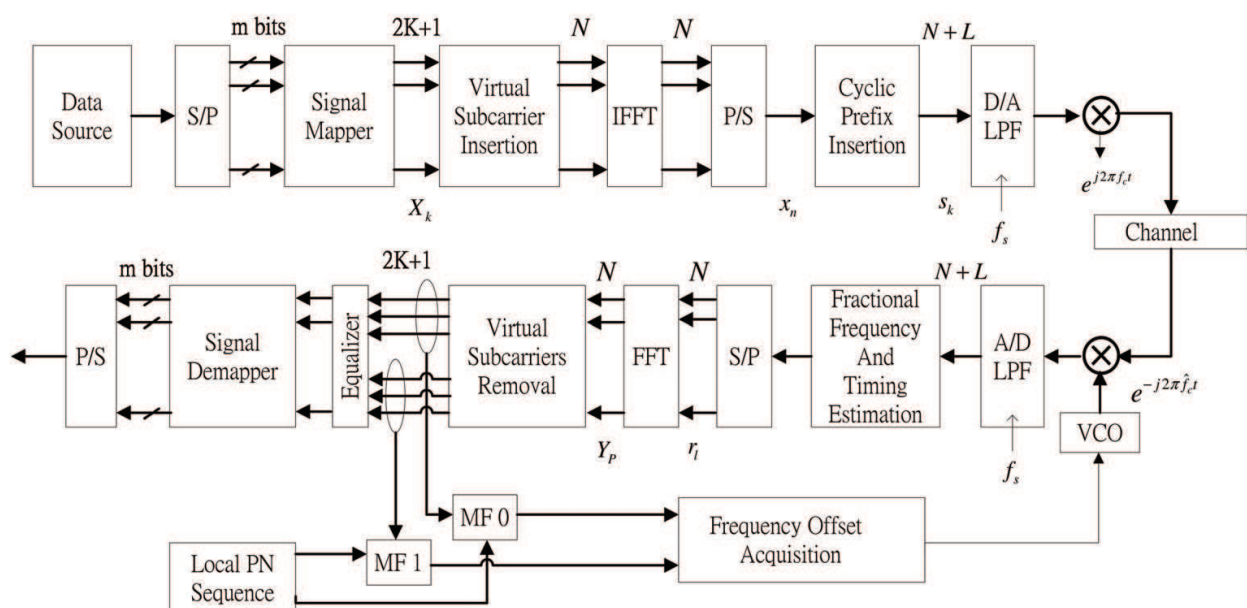 m bits
2K+1
N
N
N + L
Data Source
S/P
Signal Mapper
Virtual Subcarrier Insertion
IFFT
P/S
Cyclic Prefix Insertion
D/A LPF
e^{j2πf_c t}
X_k
x_n
s_k
f_s
Channel
m bits
2K+1
N
N
N + L
P/S
Signal Demapper
Equalizer
Virtual Subcarriers Removal
FFT
S/P
Fractional Frequency And Timing Estimation
A/D LPF
e^{-j2π\hat{f}_c t}
VCO
Y_P
r_l
f_s
MF 0
MF 1
Frequency Offset Acquisition
Local PN Sequence